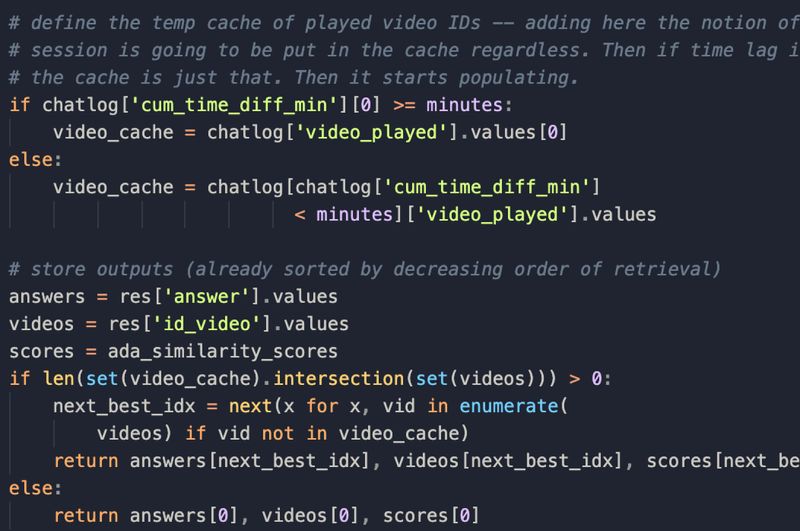 # define the temp cache of played video IDs -- adding here the notion of
# session is going to be put in the cache regardless. Then if time lag i
# the cache is just that. Then it starts populating.
if chatlog['cum_time_diff_min'][0] >= minutes:
    video_cache = chatlog['video_played'].values[0]
else:
    video_cache = chatlog[chatlog['cum_time_diff_min']
                          < minutes]['video_played'].values

# store outputs (already sorted by decreasing order of retrieval)
answers = res['answer'].values
videos = res['id_video'].values
scores = ada_similarity_scores
if len(set(video_cache).intersection(set(videos))) > 0:
    next_best_idx = next(x for x, vid in enumerate(
        videos) if vid not in video_cache)
    return answers[next_best_idx], videos[next_best_idx], scores[next_be
else:
    return answers[0], videos[0], scores[0]